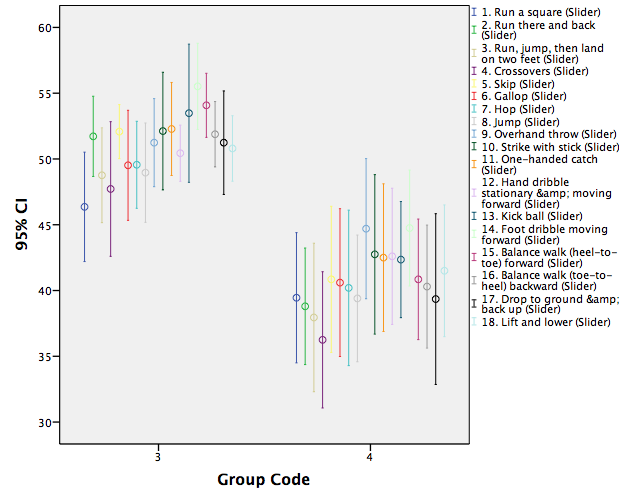 60
55
50
45
40
35
30
95% CI
3
4
Group Code
1. Run a square (Slider)
2. Run there and back
(Slider)
3. Run, jump, then land
on two feet (Slider)
4. Crossovers (Slider)
5. Skip (Slider)
6. Gallop (Slider)
7. Hop (Slider)
8. Jump (Slider)
9. Overhand throw (Slider)
10. Strike with stick (Slider)
11. One-handed catch
(Slider)
12. Hand dribble
stationary &amp; moving
forward (Slider)
13. Kick ball (Slider)
14. Foot dribble moving
forward (Slider)
15. Balance walk (heel-to-
toe) forward (Slider)
16. Balance walk (toe-to-
heel) backward (Slider)
17. Drop to ground &amp;
back up (Slider)
18. Lift and lower (Slider)